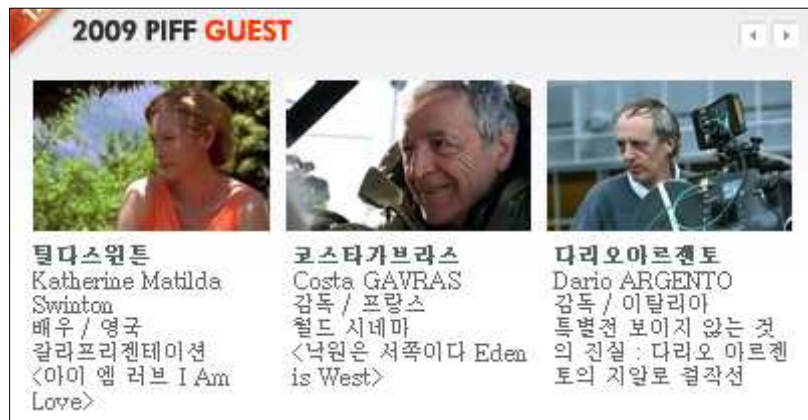 2009 PIFF GUEST
틸다스윈튼
Katherine Matilda
Swinton
배우 / 영국
갈라프리젠테이션
<아이 엠 러브 I Am
Love>
코스타가브라스
Costa GAVRAS
감독 / 프랑스
월드 시네마
<낙원은 서쪽이다 Eden
is West>
다리오아르젠토
Dario ARGENTO
감독 / 이탈리아
특별전 보이지 않는 것
의 진실 : 다리오 아르젠
토의 지알로 걸작선